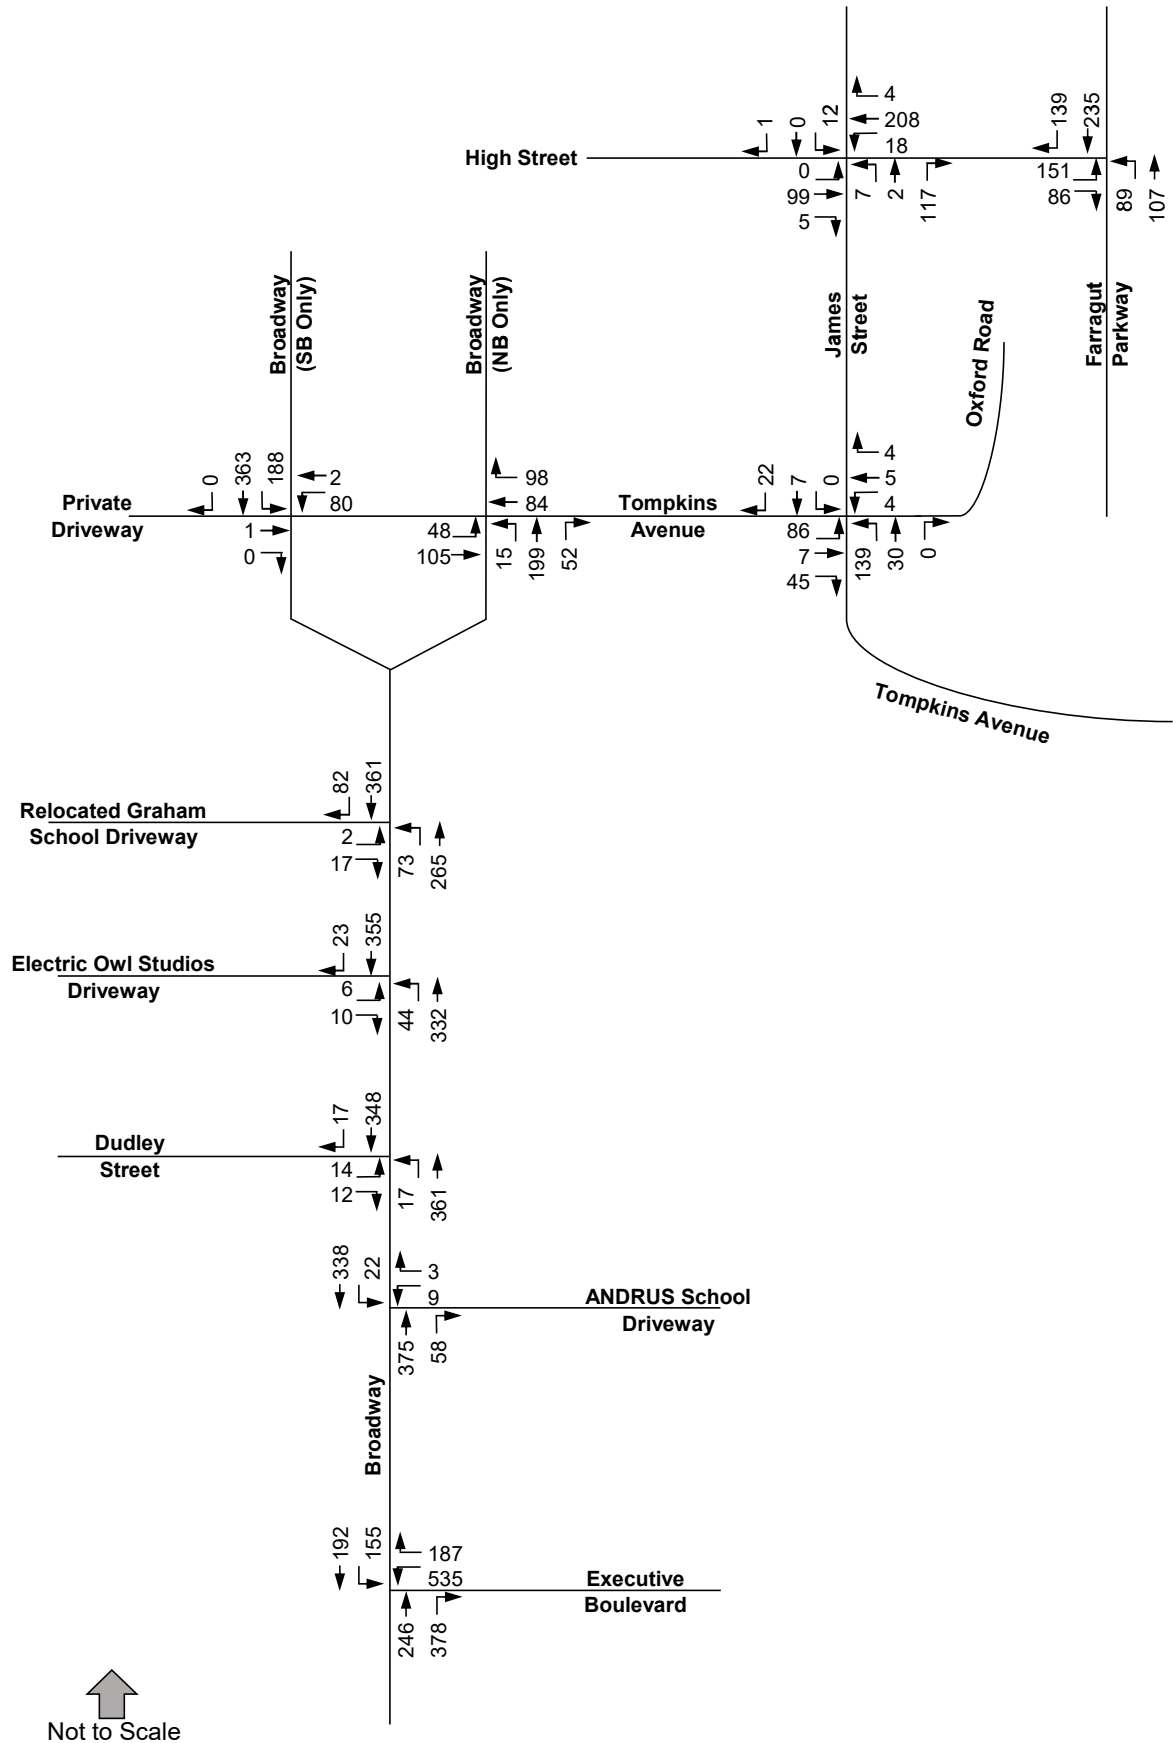 4
208
18
1
0
12
139
235
High Street
0
99
5
7
2
117
151
86
89
107
Broadway
(SB Only)
Broadway
(NB Only)
James
Street
Oxford Road
Farragut
Parkway
0
363
188
2
80
98
84
Private
Driveway
1
0
48
105
15
199
52
Tompkins
Avenue
22
7
0
4
5
4
86
7
45
139
30
0
Tompkins Avenue
82
361
Relocated Graham
School Driveway
2
17
73
265
23
355
Electric Owl Studios
Driveway
6
10
44
332
17
348
Dudley
Street
14
12
17
361
338
22
3
9
ANDRUS School
Driveway
375
58
Broadway
192
155
187
535
Executive
Boulevard
246
378
Not to Scale